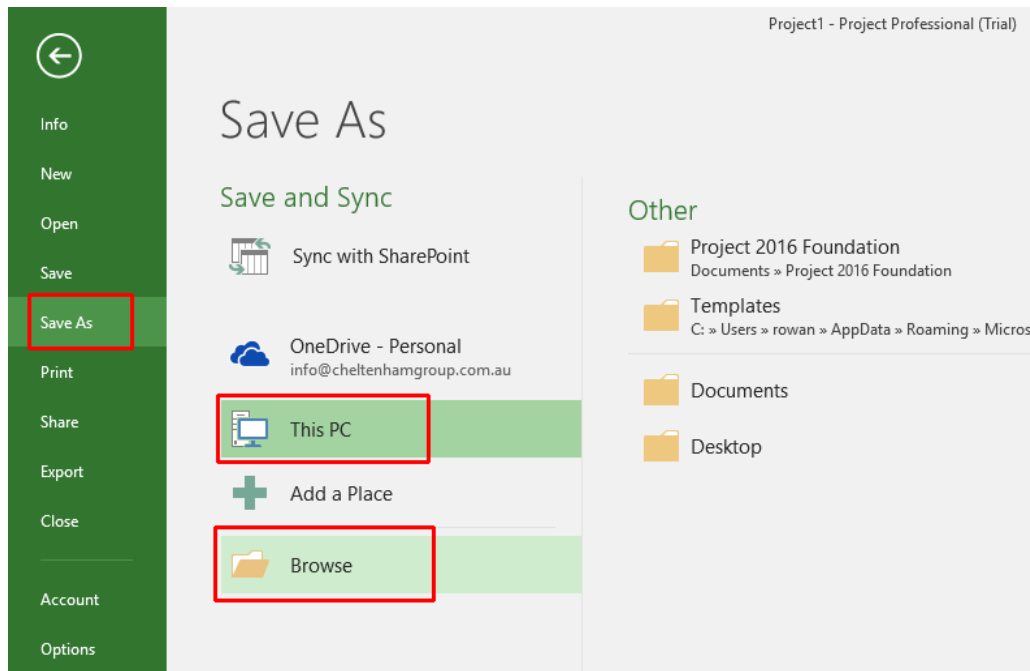 Project1 - Project Professional (Trial)
Info
New
Open
Save
Save As
Print
Share
Export
Close
Account
Options
Save As
Save and Sync
Sync with SharePoint
OneDrive - Personal
info@cheltenhamgroup.com.au
This PC
Add a Place
Browse
Other
Project 2016 Foundation
Documents » Project 2016 Foundation
Templates
C: » Users » rowan » AppData » Roaming » Micros
Documents
Desktop